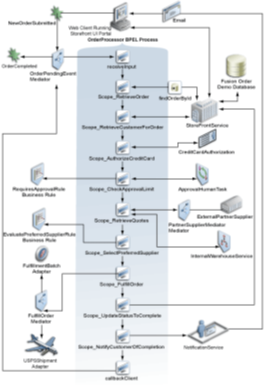 NewOrderSubmitted
Email
Web Client Running
Storefront UI Portal
OrderProcessor BPEL Process
OrderCompleted
OrderPendingEvent
Mediator
receiveInput
Fusion Order
Demo Database
Scope_RetrieveOrder
findOrderById
StoreFrontService
Scope_RetrieveCustomerForOrder
CreditCardAuthorization
Scope_AuthorizeCreditCard
RequiresApprovalRule
Business Rule
Scope_CheckApprovalLimit
ApprovalHumanTask
Scope_RetrieveQuotes
PartnerSupplierMediator
Mediator
ExternalPartnerSupplier
EvaluatePreferredSupplierRule
Business Rule
InternalWarehouseService
Scope_SelectPreferredSupplier
FulfillmentBatch
Adapter
Scope_FulfillOrder
FulfillOrder
Mediator
Scope_UpdateStatusToComplete
USPSShipment
Adapter
Scope_NotifyCustomerOfCompletion
NotificationService
callbackClient